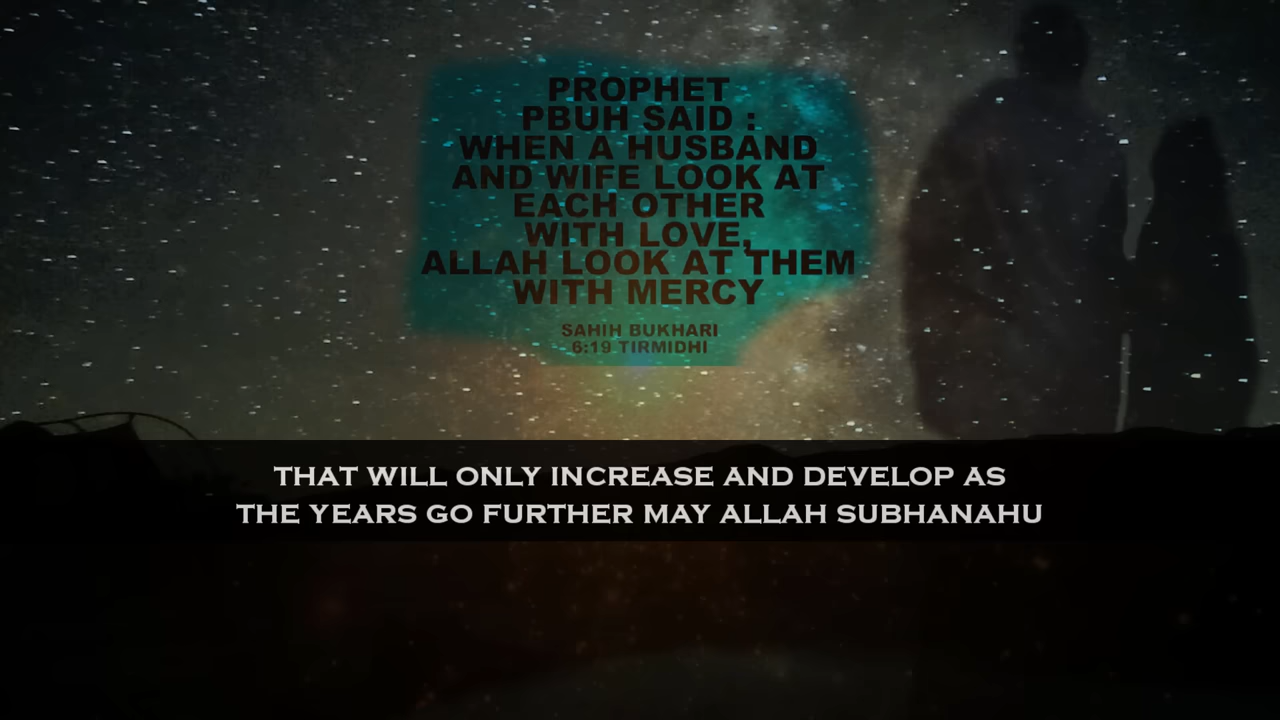 PROPHET
PBUH SAID :
WHEN A HUSBAND
AND WIFE LOOK AT
EACH OTHER
WITH LOVE,
ALLAH LOOK AT THEM
WITH MERCY
SAHIH BUKHARI
6:19 TIRMIDHI
THAT WILL ONLY INCREASE AND DEVELOP AS
THE YEARS GO FURTHER MAY ALLAH SUBHANAHU